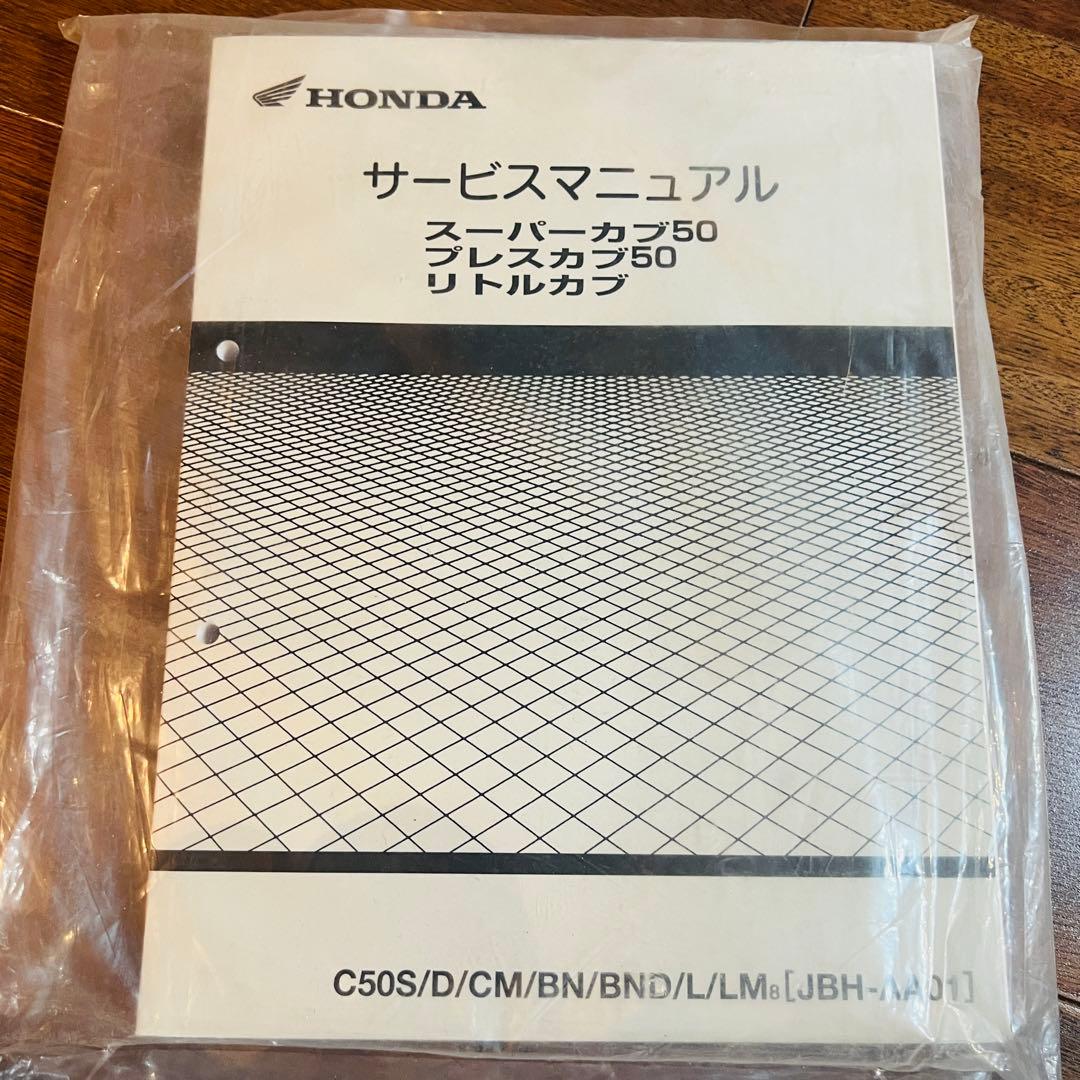 HONDA
サービスマニュアル
スーパーカブ50
プレスカブ50
リトルカブ
C50S/D/CM/BN/BND/L/LM8[JBH-AA01]